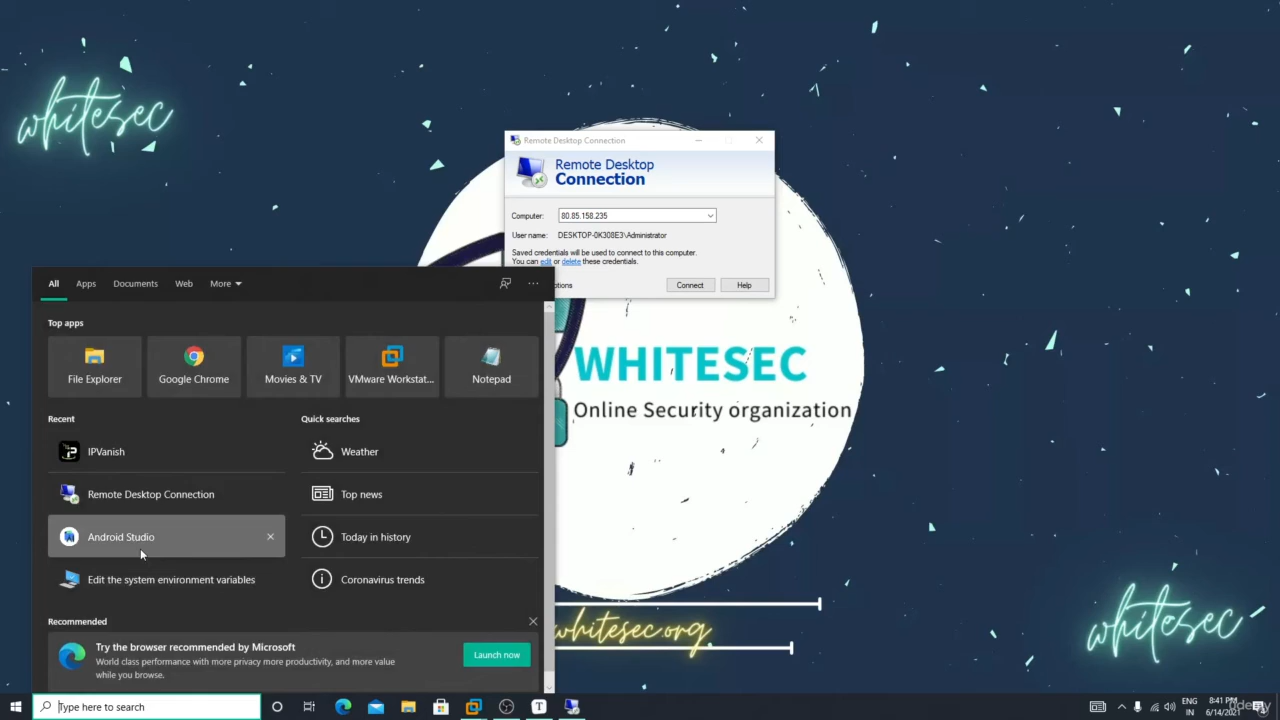 whitesec
Remote Desktop Connection
Remote Desktop
Connection
Computer:
80.85.158.235
User name:
DESKTOP-0K308E3\Administrator
Saved credentials will be used to connect to this computer.
You can edit or delete these credentials.
Connect
Help
All
Apps
Documents
Web
More
Top apps
File Explorer
Google Chrome
Movies & TV
VMware Workstat...
Notepad
Recent
Quick searches
IPVanish
Weather
Remote Desktop Connection
Top news
Android Studio
Today in history
Edit the system environment variables
Coronavirus trends
Recommended
Try the browser recommended by Microsoft
World class performance with more privacy more productivity, and more value
while you browse.
Launch now
WHITESEC
Online Security organization
whitesec.org
whitesec
Type here to search
ENG
IN
8:41 PM
6/14/2021